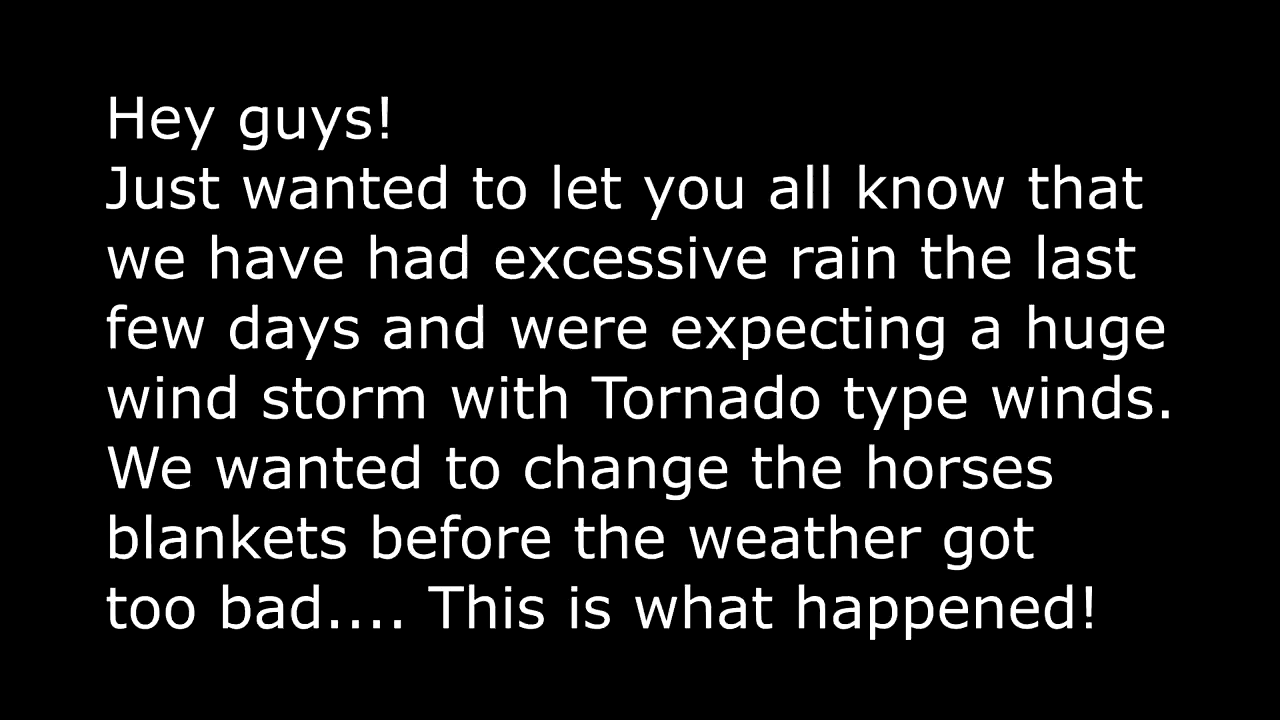 Hey guys!
Just wanted to let you all know that
we have had excessive rain the last
few days and were expecting a huge
wind storm with Tornado type winds.
We wanted to change the horses
blankets before the weather got
too bad.... This is what happened!